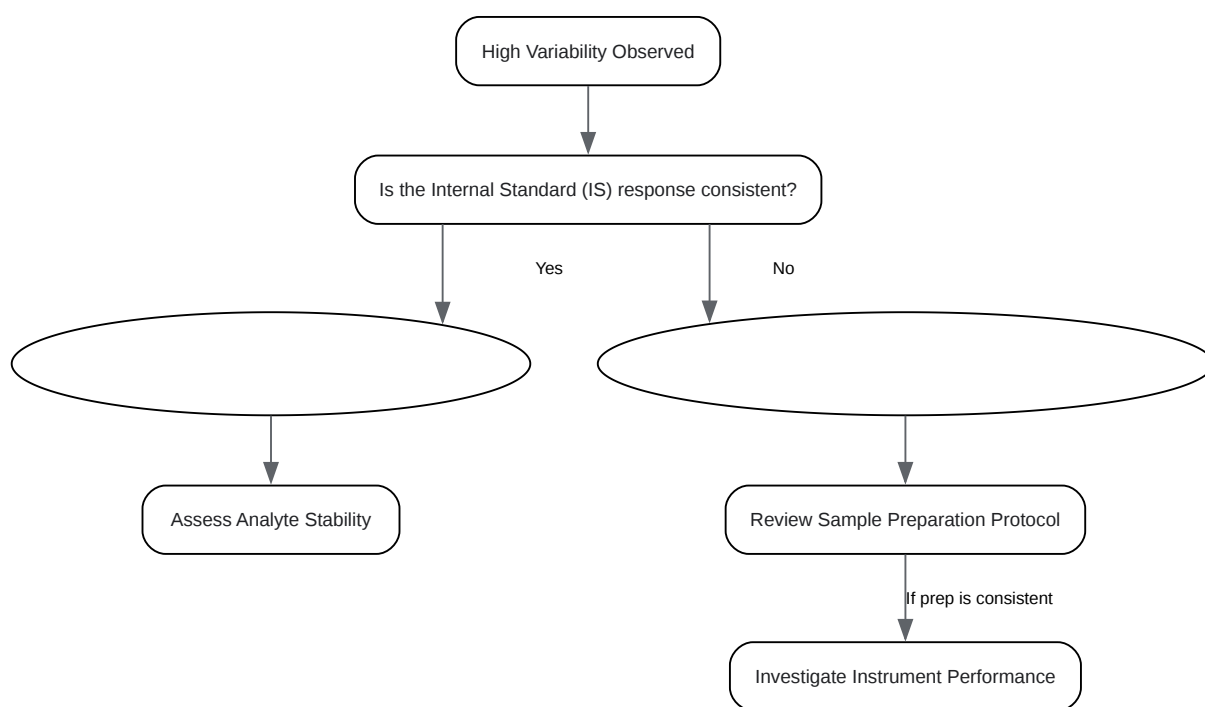 High Variability Observed
Is the Internal Standard (IS) response consistent?
Yes
No
Assess Analyte Stability
Review Sample Preparation Protocol
If prep is consistent
Investigate Instrument Performance